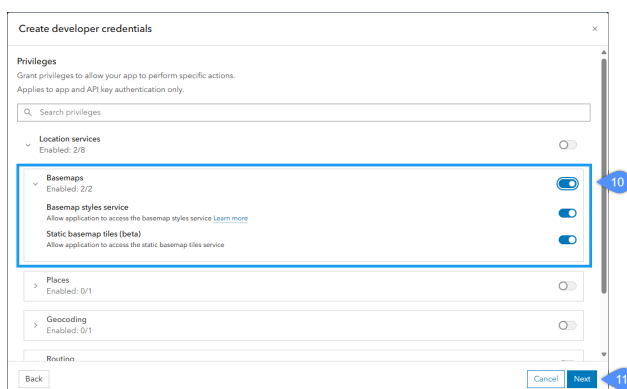 Create developer credentials
×
Privileges
Grant privileges to allow your app to perform specific actions.
Applies to app and API key authentication only.
Search privileges
Location services
Enabled: 2/8
Basemaps
Enabled: 2/2
10
Basemap styles service
Allow application to access the basemap styles service Learn more
Static basemap tiles (beta)
Allow application to access the static basemap tiles service
Places
Enabled: 0/1
Geocoding
Enabled: 0/1
Routing
Back
Cancel
Next
11